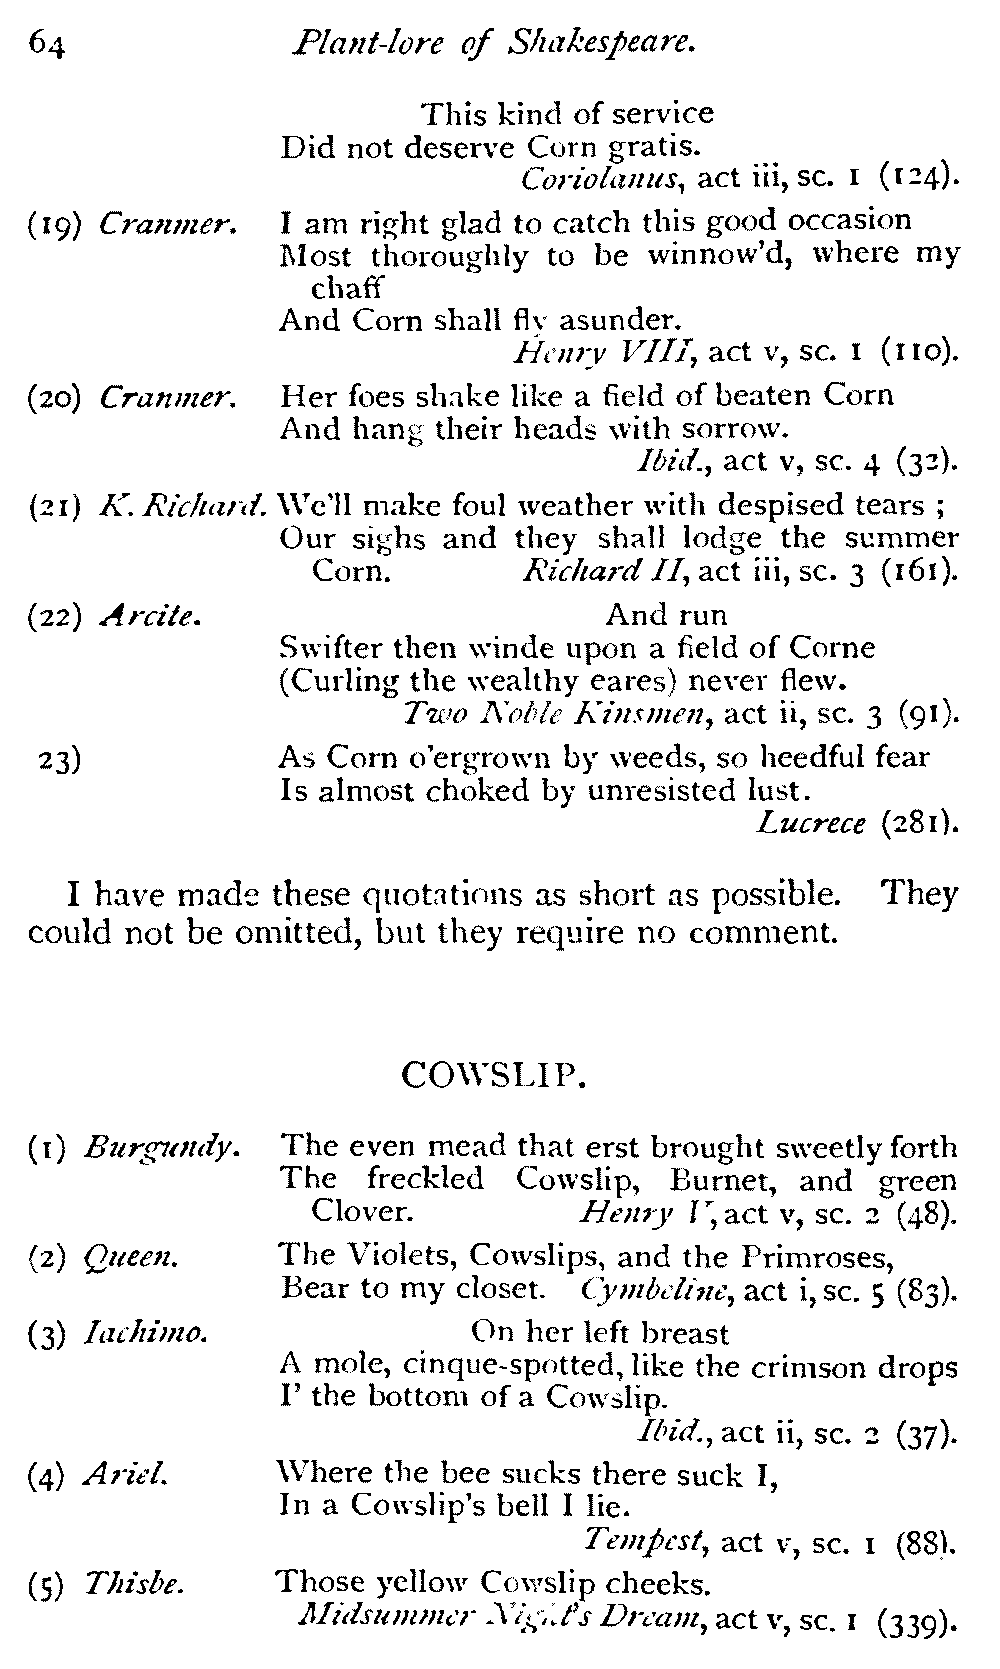 64 Plant-lore of Shakespeare.
This kind of service
Did not deserve Corn gratis.
Coriolanus, act iii, sc. 1 (124).
(19) Cranmer. I am right glad to catch this good occasion
Most thoroughly to be winnow'd, where my
chaff
And Corn shall fly asunder.
Henry VIII, act v, sc. 1 (110).
(20) Cranmer. Her foes shake like a field of beaten Corn
And hang their heads with sorrow.
Ibid., act v, sc. 4 (32).
(21) K. Richard. We'll make foul weather with despised tears ;
Our sighs and they shall lodge the summer
Corn. Richard II, act iii, sc. 3 (161).
(22) Arcite. And run
Swifter then winde upon a field of Corne
(Curling the wealthy eares) never flew.
Two Noble Kinsmen, act ii, sc. 3 (91).
23) As Corn o'ergrown by weeds, so heedful fear
Is almost choked by unresisted lust.
Lucrece (281).
I have made these quotations as short as possible. They
could not be omitted, but they require no comment.
COWSLIP.
(1) Burgundy. The even mead that erst brought sweetly forth
The freckled Cowslip, Burnet, and green
Clover. Henry V, act v, sc. 2 (48).
(2) Queen. The Violets, Cowslips, and the Primroses,
Bear to my closet. Cymbeline, act i, sc. 5 (83).
(3) Iachimo. On her left breast
A mole, cinque-spotted, like the crimson drops
I' the bottom of a Cowslip.
Ibid., act ii, sc. 2 (37).
(4) Ariel. Where the bee sucks there suck I,
In a Cowslip's bell I lie.
Tempest, act v, sc. 1 (88).
(5) Thisbe. Those yellow Cowslip cheeks.
Midsummer Night's Dream, act v, sc. 1 (339).